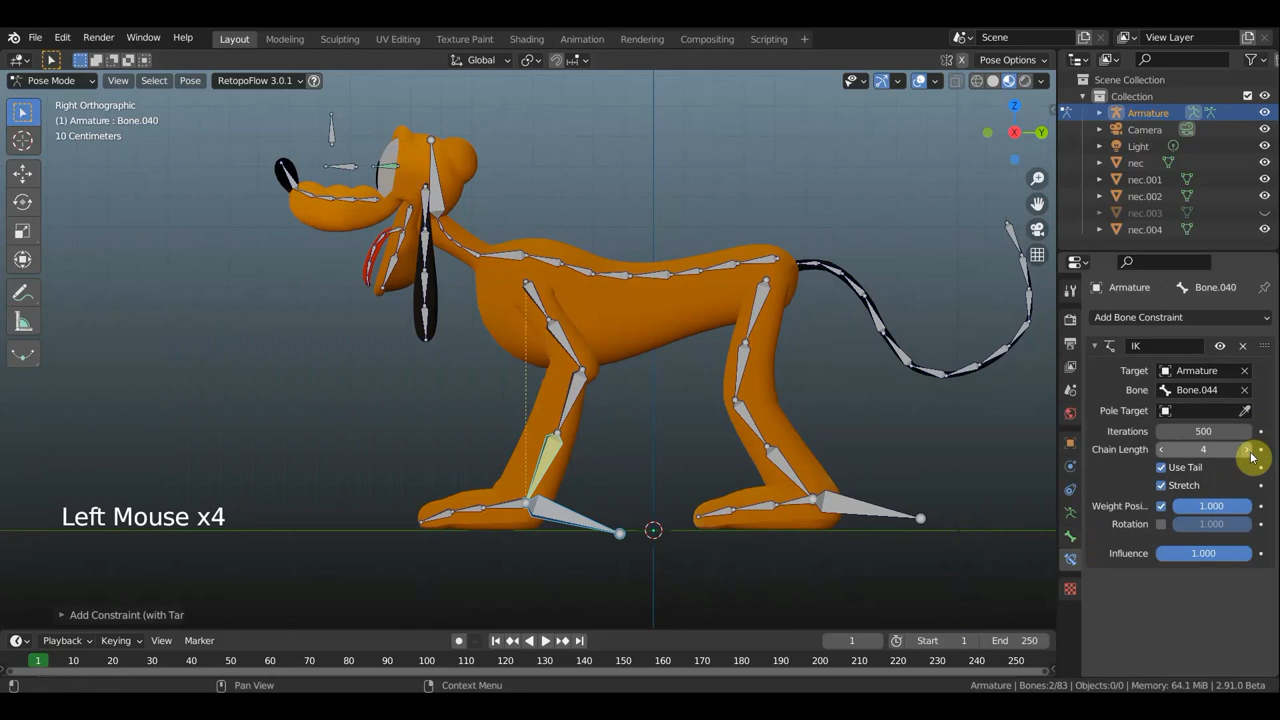 File Edit Render Window Help Layout Modeling Sculpting UV Editing Texture Paint Shading Animation Rendering Compositing Scripting + Scene View Layer
Global Pose Options
Pose Mode View Select Pose RetopoFlow 3.0.1
Right Orthographic
(1) Armature : Bone.040
10 Centimeters
Z
X
Y
Left Mouse x4
Add Constraint (with Tar
Scene Collection
Collection
Armature
Camera
Light
nec
nec.001
nec.002
nec.003
nec.004
Armature Bone.040
Add Bone Constraint
IK
Target Armature
Bone Bone.044
Pole Target
Iterations 500
Chain Length 4
Use Tail
Stretch
Weight Posi... 1.000
Rotation 1.000
Influence 1.000
Playback Keying View Marker 1 Start 1 End 250
1 10 20 30 40 50 60 70 80 90 100 110 120 130 140 150 160 170 180 190 200 210 220 230 240 250
Pan View Context Menu Armature | Bones:2/83 | Objects:0/0 | Memory: 64.1 MiB | 2.91.0 Beta